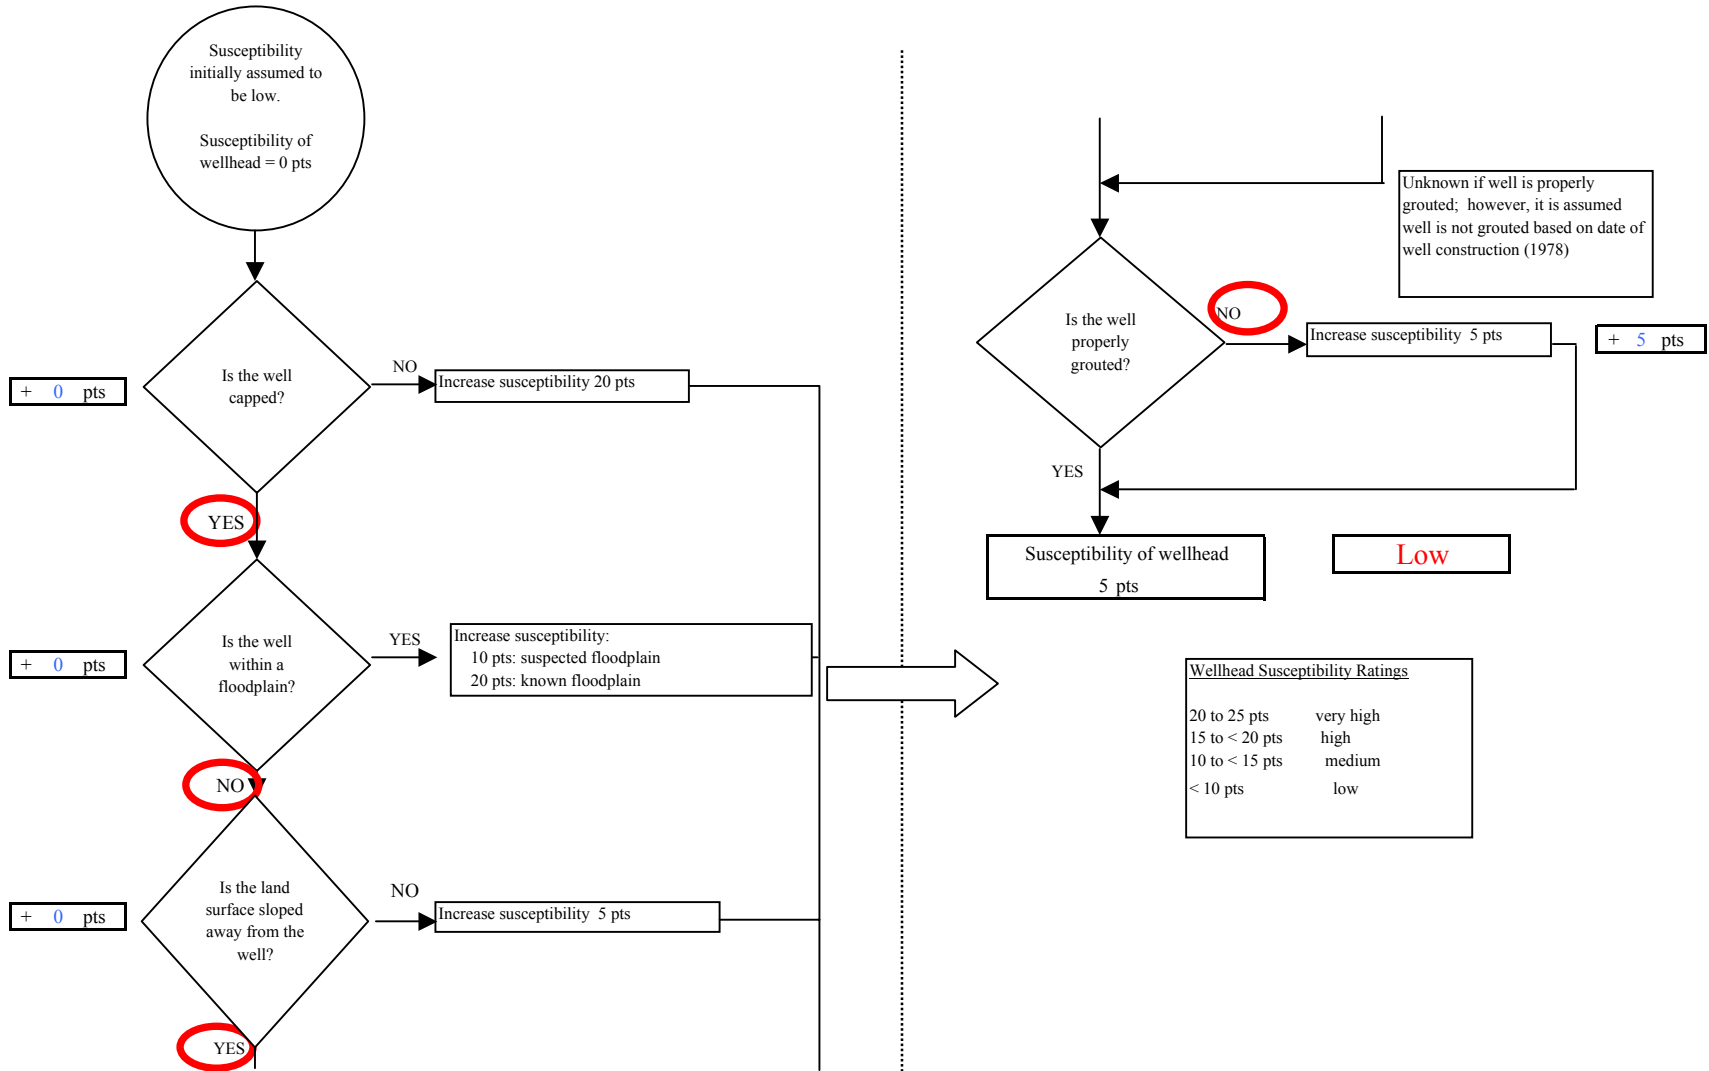 Susceptibility
initially assumed to
be low.
Susceptibility of
wellhead = 0 pts
+ 0 pts
Is the well
capped?
NO
Increase susceptibility 20 pts
YES
+ 0 pts
Is the well
within a
floodplain?
YES
Increase susceptibility:
10 pts: suspected floodplain
20 pts: known floodplain
NO
+ 0 pts
Is the land
surface sloped
away from the
well?
NO
Increase susceptibility 5 pts
YES
Unknown if well is properly
grouted; however, it is assumed
well is not grouted based on date of
well construction (1978)
Is the well
properly
grouted?
NO
Increase susceptibility 5 pts
+ 5 pts
YES
Susceptibility of wellhead
5 pts
Low
Wellhead Susceptibility Ratings
20 to 25 pts very high
15 to < 20 pts high
10 to < 15 pts medium
< 10 pts low